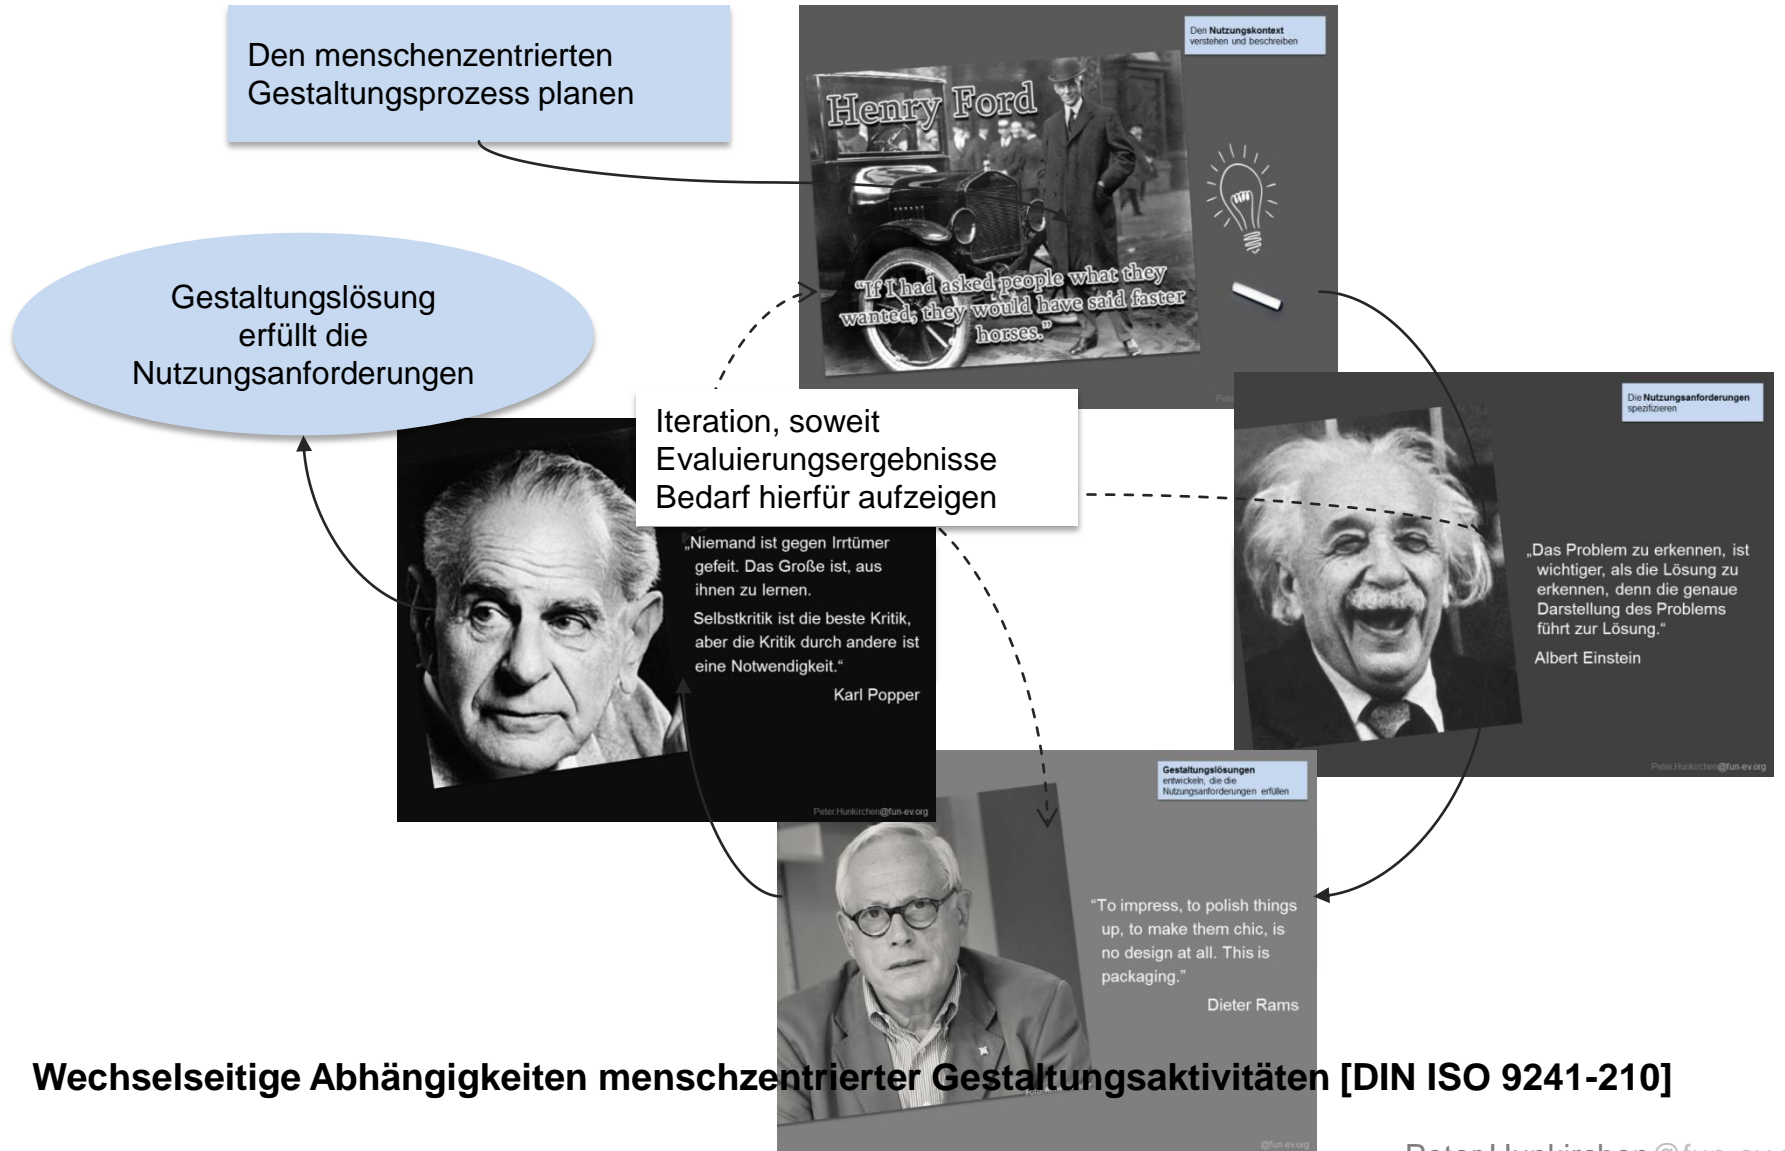 Den menschenzentrierten
Gestaltungsprozess planen
Den Nutzungskontext
verstehen und beschreiben
Henry Ford
“If I had asked people what they
wanted, they would have said faster
horses.”
Gestaltungslösung
erfüllt die
Nutzungsanforderungen
Iteration, soweit
Evaluierungsergebnisse
Bedarf hierfür aufzeigen
Die Nutzungsanforderungen
spezifizieren
„Das Problem zu erkennen, ist
wichtiger, als die Lösung zu
erkennen, denn die genaue
Darstellung des Problems
führt zur Lösung.“
Albert Einstein
Peter.Hunkirchen@fun-ev.org
„Niemand ist gegen Irrtümer
gefeit. Das Große ist, aus
ihnen zu lernen.
Selbstkritik ist die beste Kritik,
aber die Kritik durch andere ist
eine Notwendigkeit.“
Karl Popper
Peter.Hunkirchen@fun-ev.org
Gestaltungslösungen
entwickeln, die die
Nutzungsanforderungen erfüllen
“To impress, to polish things
up, to make them chic, is
no design at all. This is
packaging.”
Dieter Rams
Wechselseitige Abhängigkeiten menschzentrierter Gestaltungsaktivitäten [DIN ISO 9241-210]
@fun-ev.org